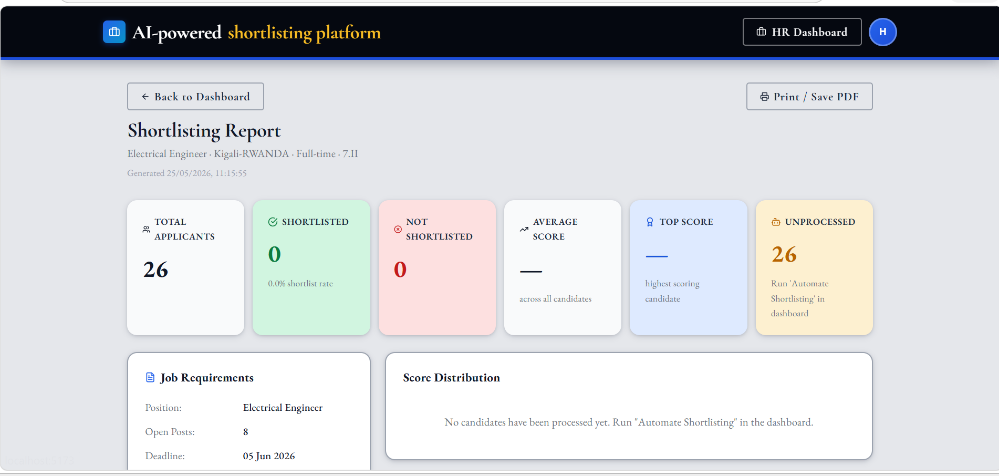 AI-powered shortlisting platform
HR Dashboard
H
Back to Dashboard
Print / Save PDF
Shortlisting Report
Electrical Engineer · Kigali-RWANDA · Full-time · 7.II
Generated 25/05/2026, 11:15:55
TOTAL
APPLICANTS
26
SHORTLISTED
0
0.0% shortlist rate
NOT
SHORTLISTED
0
AVERAGE
SCORE
—
across all candidates
TOP SCORE
—
highest scoring
candidate
UNPROCESSED
26
Run 'Automate
Shortlisting' in
dashboard
Job Requirements
Position: Electrical Engineer
Open Posts: 8
Deadline: 05 Jun 2026
Score Distribution
No candidates have been processed yet. Run "Automate Shortlisting" in the dashboard.
localhost:5173